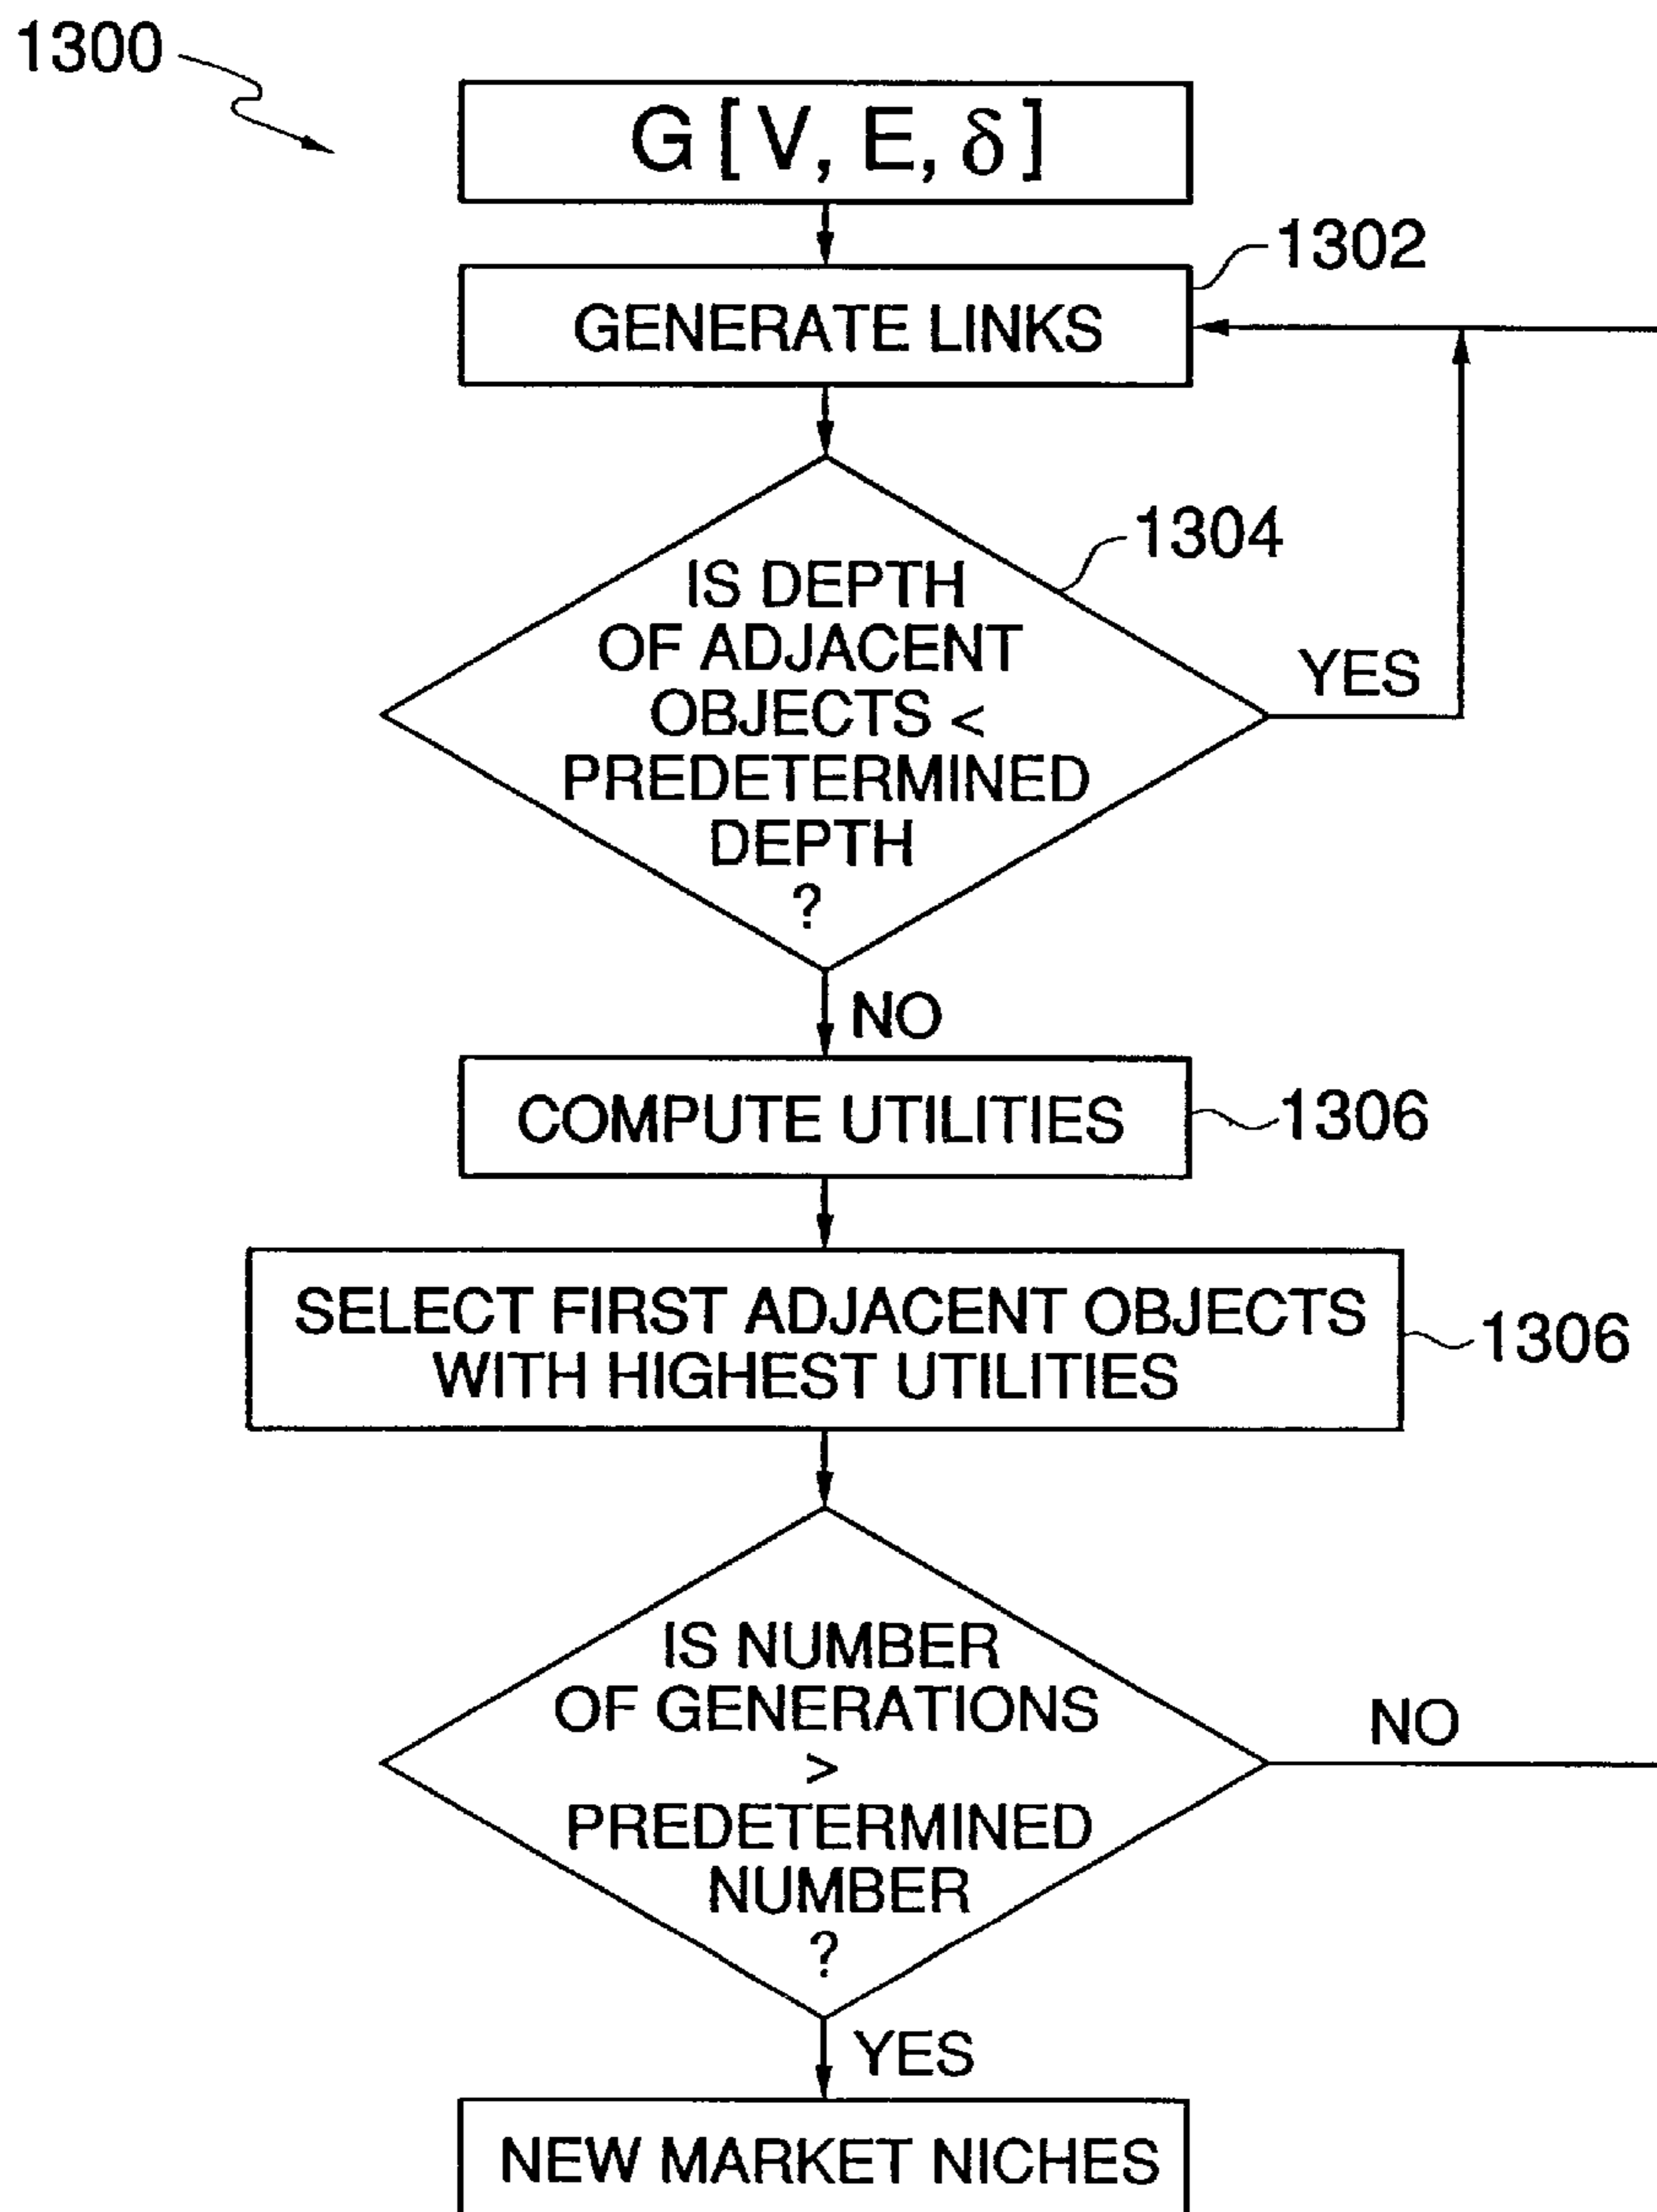 1300
G [ V, E, δ ]
1302
GENERATE LINKS
1304
IS DEPTH
OF ADJACENT
OBJECTS <
PREDETERMINED
DEPTH
?
YES
NO
COMPUTE UTILITIES
1306
SELECT FIRST ADJACENT OBJECTS
WITH HIGHEST UTILITIES
1306
IS NUMBER
OF GENERATIONS
>
PREDETERMINED
NUMBER
?
NO
YES
NEW MARKET NICHES